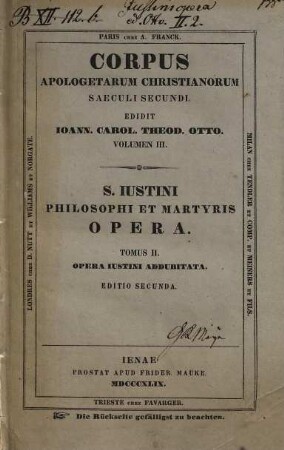 PARIS CHEZ A. FRANCK.
CORPUS
APOLOGETARUM CHRISTIANORUM
SAECULI SECUNDI.
EDIDIT
IOANN. CAROL. THEOD. OTTO.
VOLUMEN III.
S. IUSTINI
PHILOSOPHI ET MARTYRIS
OPERA.
TOMUS II.
OPERA IUSTINI ADDUBITATA.
EDITIO SECUNDA.
IENAE
PROSTAT APUD FRIDER. MAUKE.
MDCCCXLIX.
LONDRES CHEZ D. NUTT ET WILLIAMS ET NORGATE.
MILAN CHEZ TENDLER ET COMP. ET MEINERS ET FILS.
TRIESTE CHEZ FAVARGER.
Die Rückseite gefälligst zu beachten.